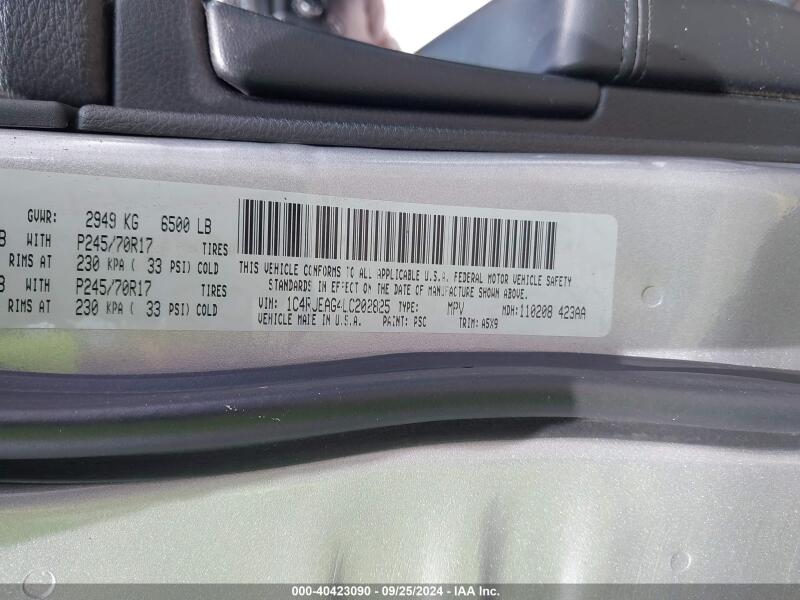 GVWR: 2949 KG 6500 LB
B WITH P245/70R17 TIRES
RIMS AT 230 KPA ( 33 PSI) COLD
B WITH P245/70R17 TIRES
RIMS AT 230 KPA ( 33 PSI) COLD
THIS VEHICLE CONFORMS TO ALL APPLICABLE U.S.A. FEDERAL MOTOR VEHICLE SAFETY
STANDARDS IN EFFECT ON THE DATE OF MANUFACTURE SHOWN ABOVE.
VIN: 1C4RJEAG4LC202825 TYPE: MPV MDH: 110208 423AA
VEHICLE MADE IN U.S.A. PAINT: PSC TRIM: A5X9
000-40423090 - 09/25/2024 - IAA Inc.